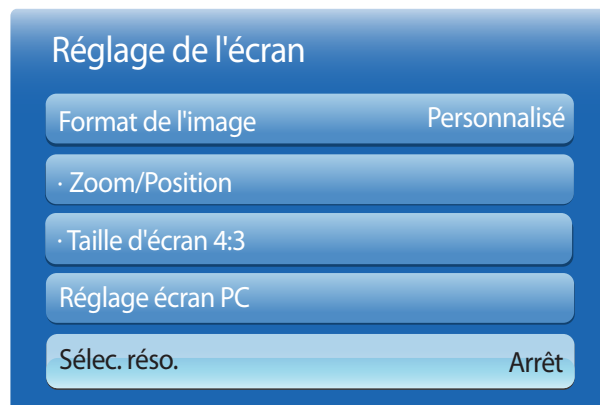 Réglage de l'écran
Format de l'image Personnalisé
· Zoom/Position
· Taille d'écran 4:3
Réglage écran PC
Sélec. réso. Arrêt